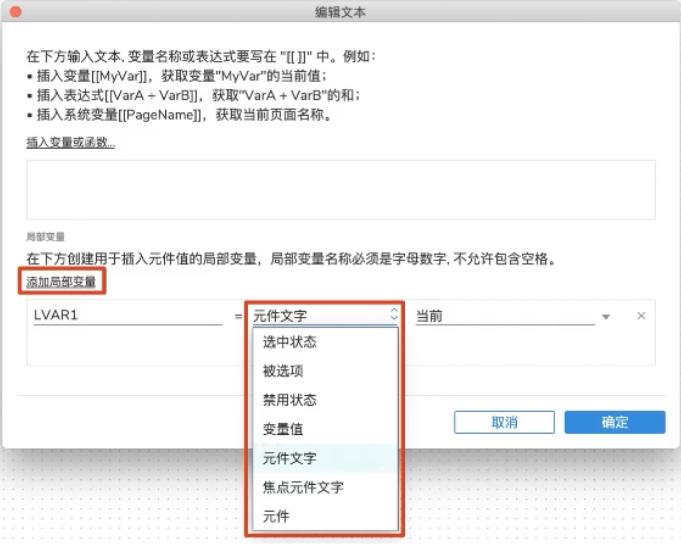 编辑文本
在下方输入文本, 变量名称或表达式要写在 "[[ ]]" 中。例如：
▪ 插入变量[[MyVar]]，获取变量"MyVar"的当前值；
▪ 插入表达式[[VarA + VarB]]，获取"VarA + VarB"的和；
▪ 插入系统变量[[PageName]]，获取当前页面名称。
插入变量或函数...
局部变量
在下方创建用于插入元件值的局部变量，局部变量名称必须是字母数字, 不允许包含空格。
添加局部变量
LVAR1 = 元件文字 当前
选中状态
被选项
禁用状态
变量值
元件文字
焦点元件文字
元件
取消 确定